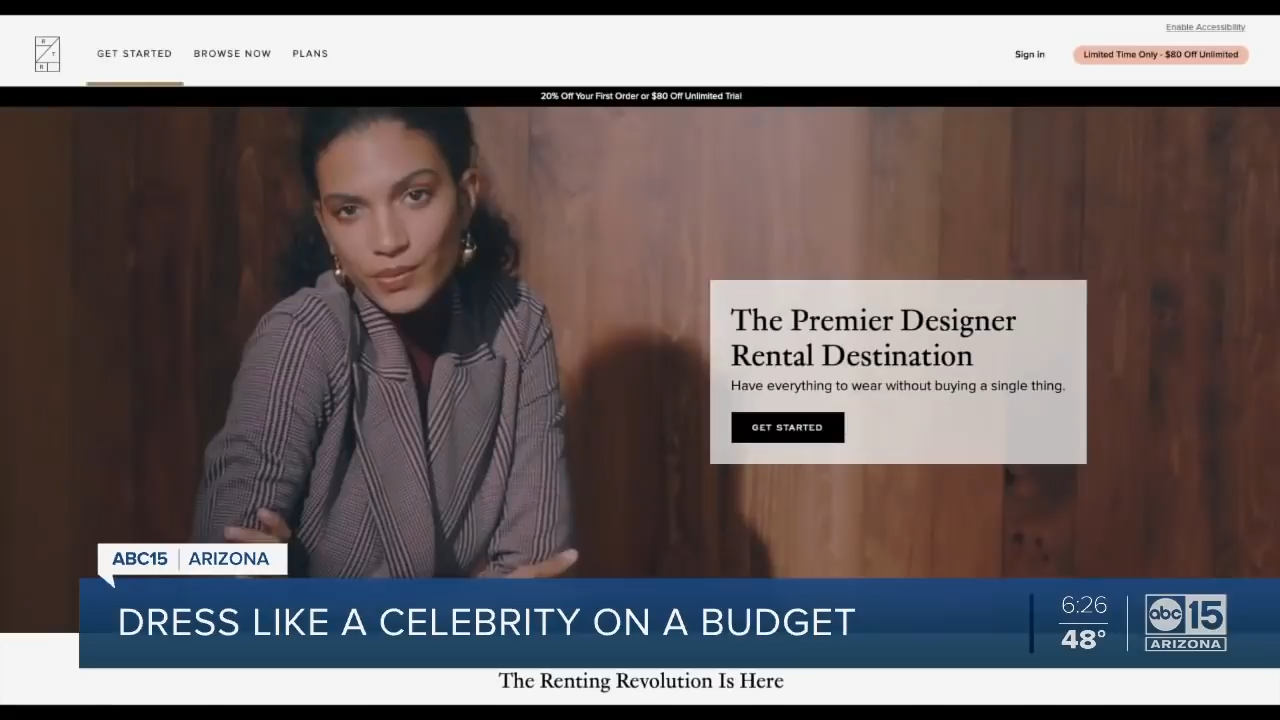 Enable Accessibility
R
T
R
GET STARTED BROWSE NOW PLANS
Sign in
Limited Time Only - $80 Off Unlimited
20% Off Your First Order or $80 Off Unlimited Trial
The Premier Designer
Rental Destination
Have everything to wear without buying a single thing.
GET STARTED
ABC15 ARIZONA
DRESS LIKE A CELEBRITY ON A BUDGET
6:26
48°
abc 15
ARIZONA
The Renting Revolution Is Here